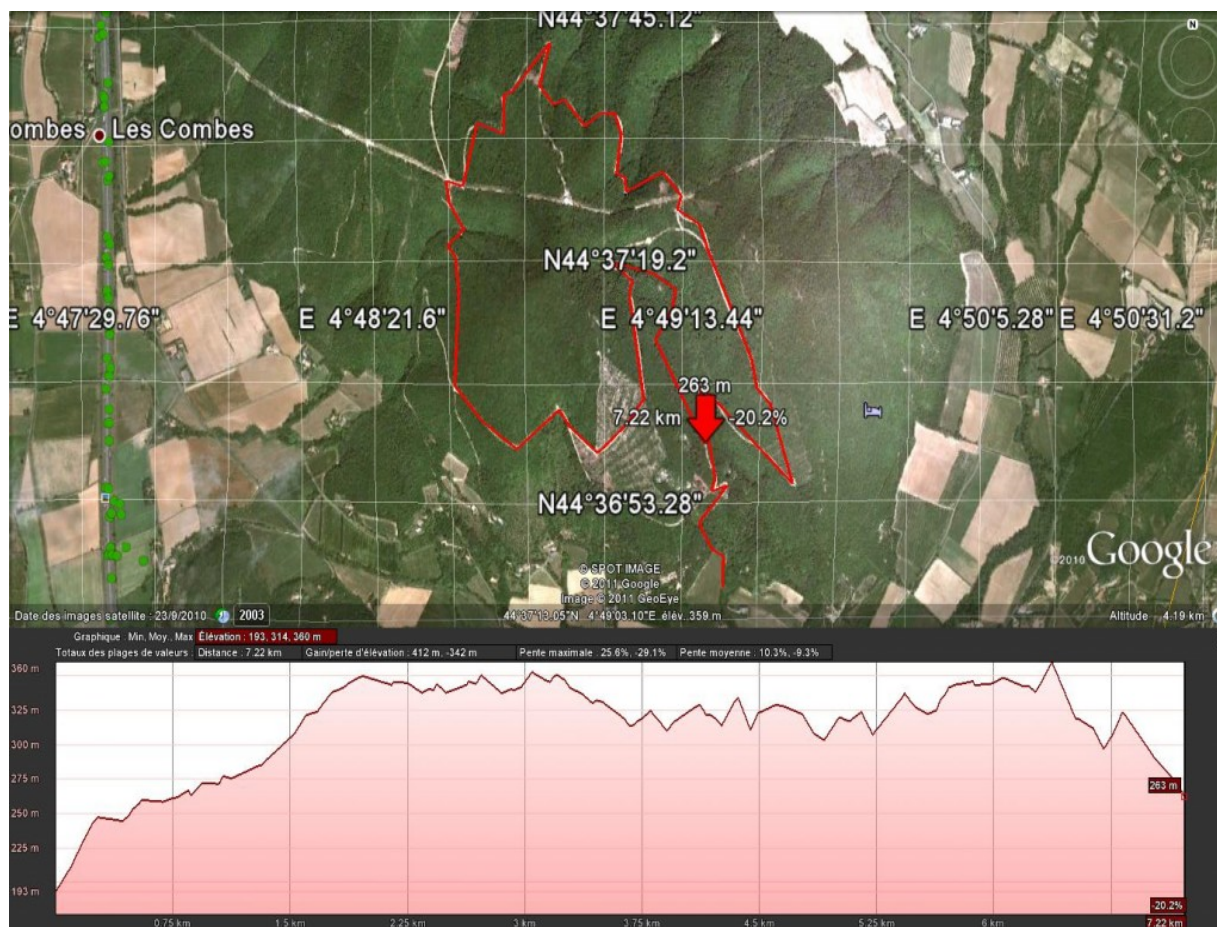 N44°37'45.12"
N
ombes Les Combes
N44°37'19.2"
E 4°47'29.76" E 4°48'21.6" E 4°49'13.44" E 4°50'5.28" E 4°50'31.2"
263 m
7.22 km -20.2%
N44°36'53.28"
©2010 Google
© SPOT IMAGE
© 2011 Google
Image © 2011 GeoEye
Date des images satellite : 23/9/2010 2003 44°37'13.05"N 4°49'03.10"E élév. 359 m Altitude 4.19 km
Graphique : Min, Moy., Max Élévation : 193, 314, 360 m
Totaux des plages de valeurs : Distance : 7.22 km Gain/perte d'élévation : 412 m, -342 m Pente maximale : 25.6%, -29.1% Pente moyenne : 10.3%, -9.3%
360 m
325 m
300 m
275 m
263 m
250 m
225 m
193 m
-20.2%
0.75 km 1.5 km 2.25 km 3 km 3.75 km 4.5 km 5.25 km 6 km 7.22 km